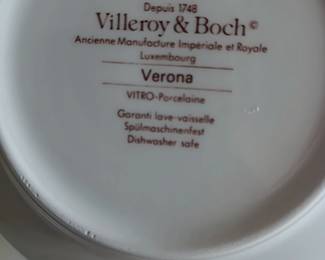 Depuis 1748
Villeroy & Boch©
Ancienne Manufacture Impériale et Royale
Luxembourg
Verona
VITRO-Porcelaine
Garanti lave-vaisselle
Spülmaschinenfest
Dishwasher safe